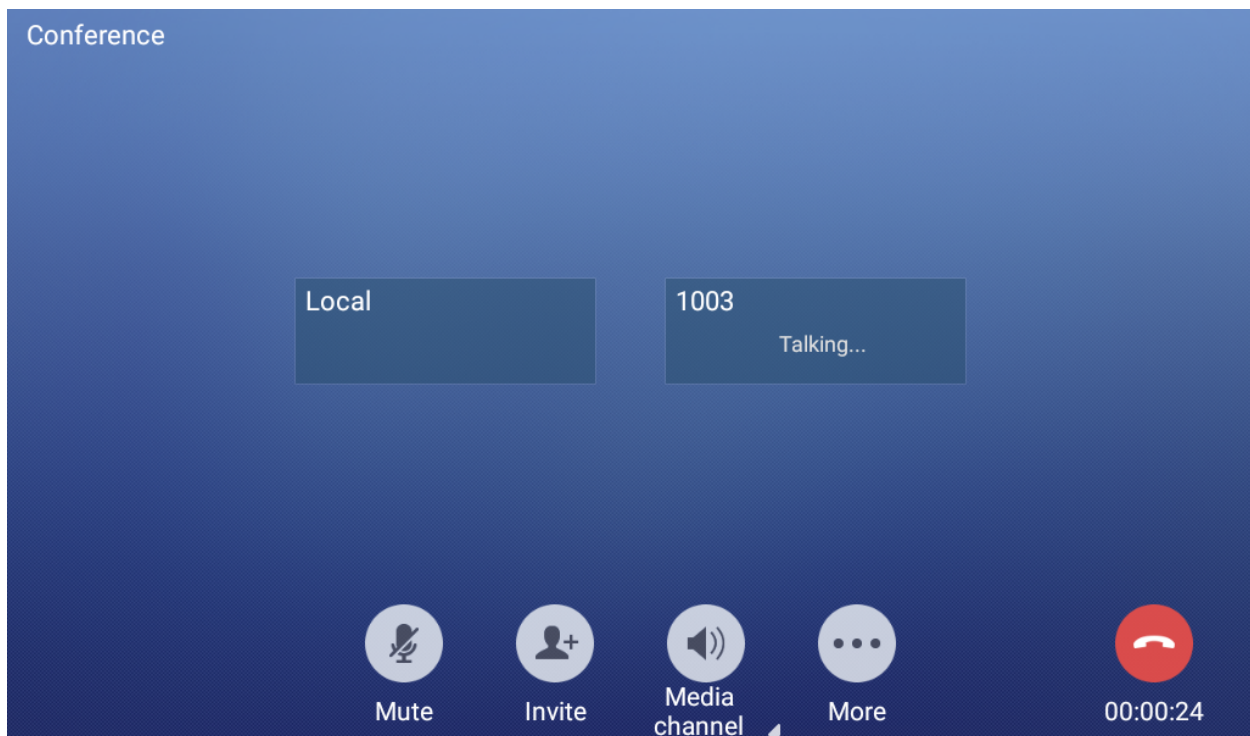 Conference
Local
1003
Talking...
Mute
Invite
Media
channel
More
00:00:24